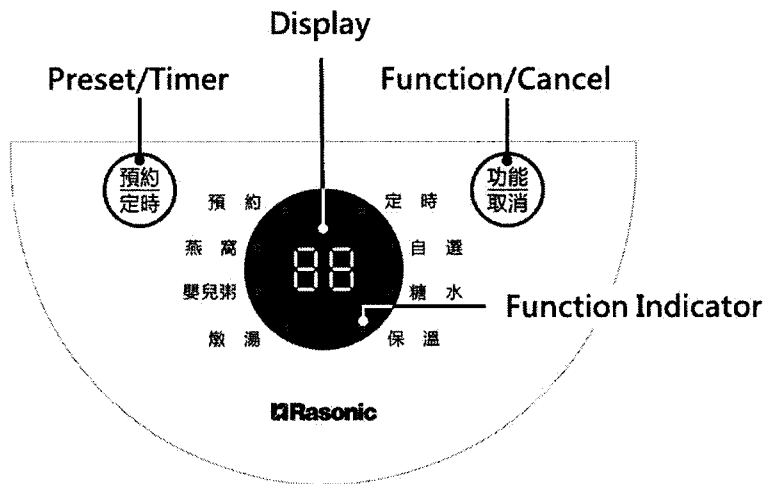 Display
Preset/Timer
Function/Cancel
預約
定時
功能
取消
預約
定時
燕窩
自選
88
嬰兒粥
糖水
Function Indicator
燉湯
保溫
Rasonic